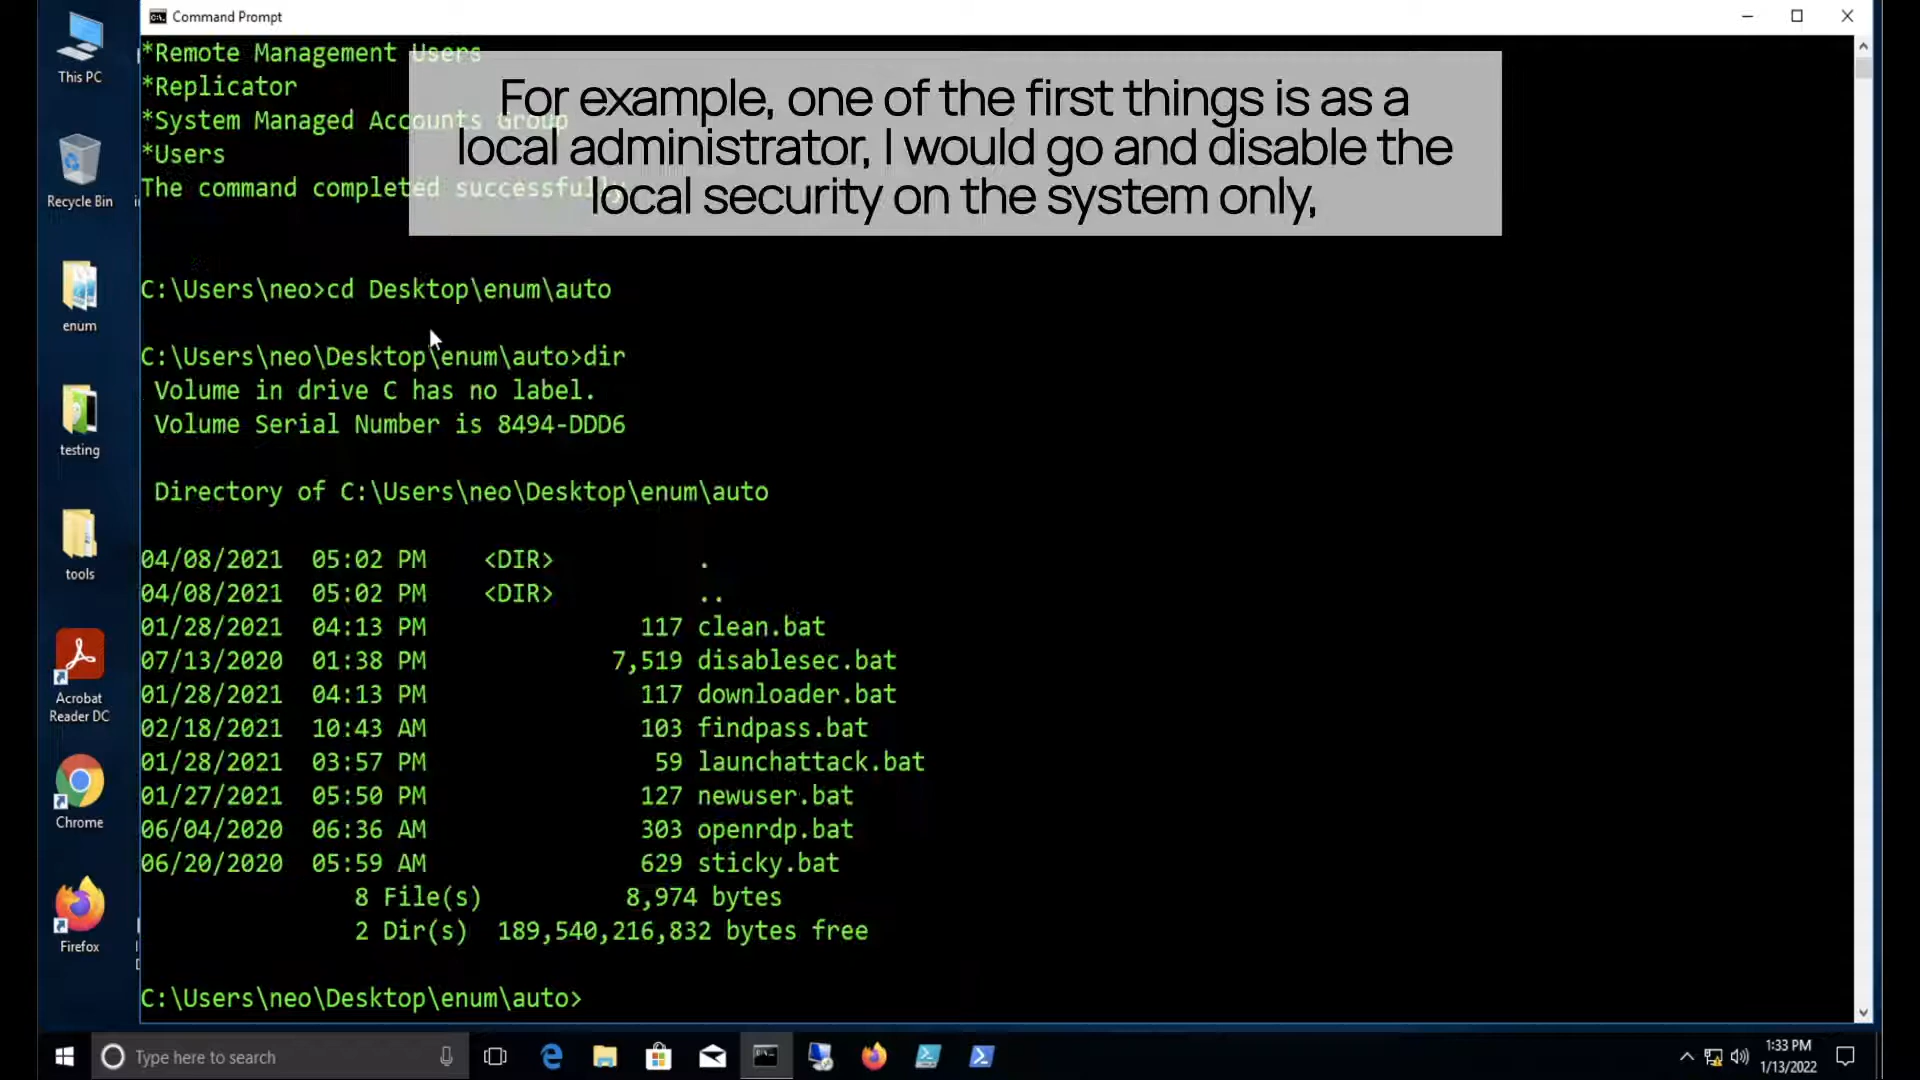 Command Prompt
*Remote Management Users
*Replicator
*System Managed Accounts Group
*Users
The command completed successfully.
For example, one of the first things is as a
local administrator, I would go and disable the
local security on the system only,
C:\Users\neo>cd Desktop\enum\auto
C:\Users\neo\Desktop\enum\auto>dir
Volume in drive C has no label.
Volume Serial Number is 8494-DDD6
Directory of C:\Users\neo\Desktop\enum\auto
04/08/2021 05:02 PM <DIR> .
04/08/2021 05:02 PM <DIR> ..
01/28/2021 04:13 PM 117 clean.bat
07/13/2020 01:38 PM 7,519 disablesec.bat
01/28/2021 04:13 PM 117 downloader.bat
02/18/2021 10:43 AM 103 findpass.bat
01/28/2021 03:57 PM 59 launchattack.bat
01/27/2021 05:50 PM 127 newuser.bat
06/04/2020 06:36 AM 303 openrdp.bat
06/20/2020 05:59 AM 629 sticky.bat
8 File(s) 8,974 bytes
2 Dir(s) 189,540,216,832 bytes free
C:\Users\neo\Desktop\enum\auto>
This PC
Recycle Bin
enum
testing
tools
Acrobat
Reader DC
Chrome
Firefox
Type here to search
1:33 PM
1/13/2022